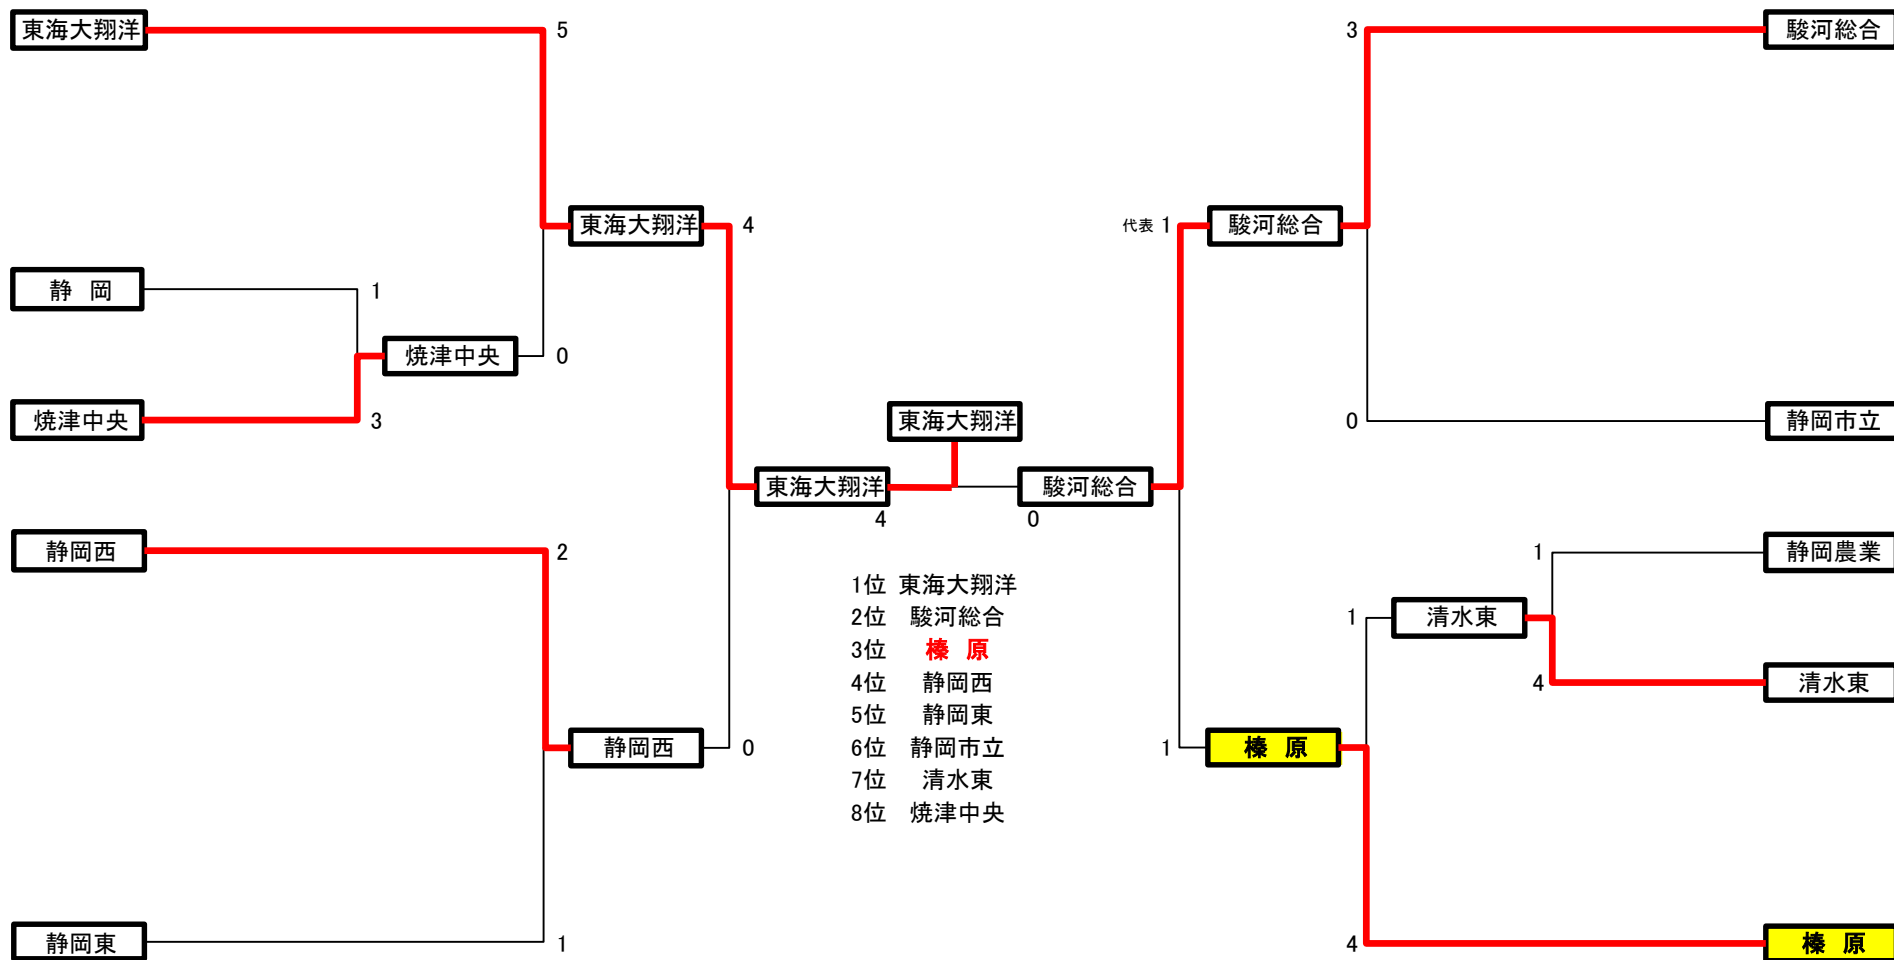 東海大翔洋
5
3
駿河総合
東海大翔洋
4
代表 1
駿河総合
静 岡
1
焼津中央
0
焼津中央
3
東海大翔洋
0
静岡市立
東海大翔洋
駿河総合
4
0
静岡西
2
1
静岡農業
1位 東海大翔洋
2位 駿河総合
3位 榛 原
4位 静岡西
5位 静岡東
6位 静岡市立
7位 清水東
8位 焼津中央
1
清水東
4
清水東
静岡西
0
1
榛 原
静岡東
1
4
榛 原